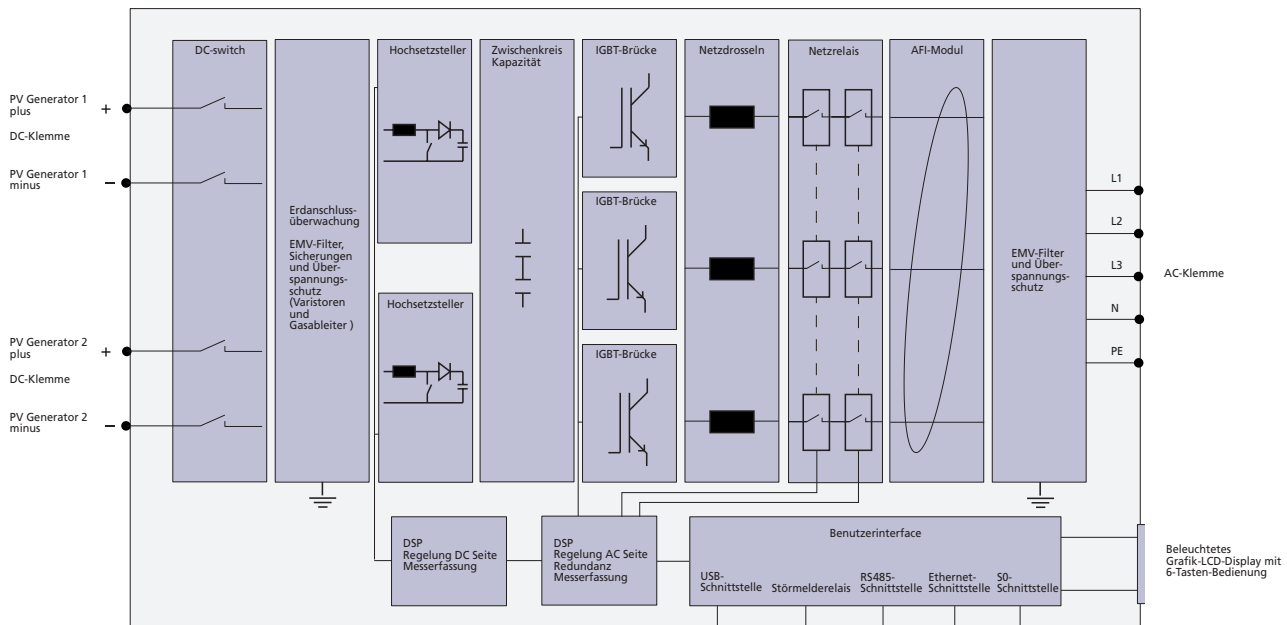 DC-switch
Hochsetzsteller
Zwischenkreis
Kapazität
IGBT-Brücke
Netzdrosseln
Netzrelais
AFI-Modul
PV Generator 1
plus
+
DC-Klemme
PV Generator 1
minus
–
Erdanschluss-
überwachung
EMV-Filter,
Sicherungen
und Über-
spannungs-
schutz
(Varistoren
und
Gasableiter )
IGBT-Brücke
EMV-Filter
und Über-
spannungs-
schutz
L1
L2
L3
N
PE
AC-Klemme
Hochsetzsteller
IGBT-Brücke
PV Generator 2
plus
+
DC-Klemme
PV Generator 2
minus
–
DSP
Regelung DC Seite
Messerfassung
DSP
Regelung AC Seite
Redundanz
Messerfassung
Benutzerinterface
USB-
Schnittstelle
Störmelderelais
RS485-
Schnittstelle
Ethernet-
Schnittstelle
S0-
Schnittstelle
Beleuchtetes
Grafik-LCD-Display mit
6-Tasten-Bedienung